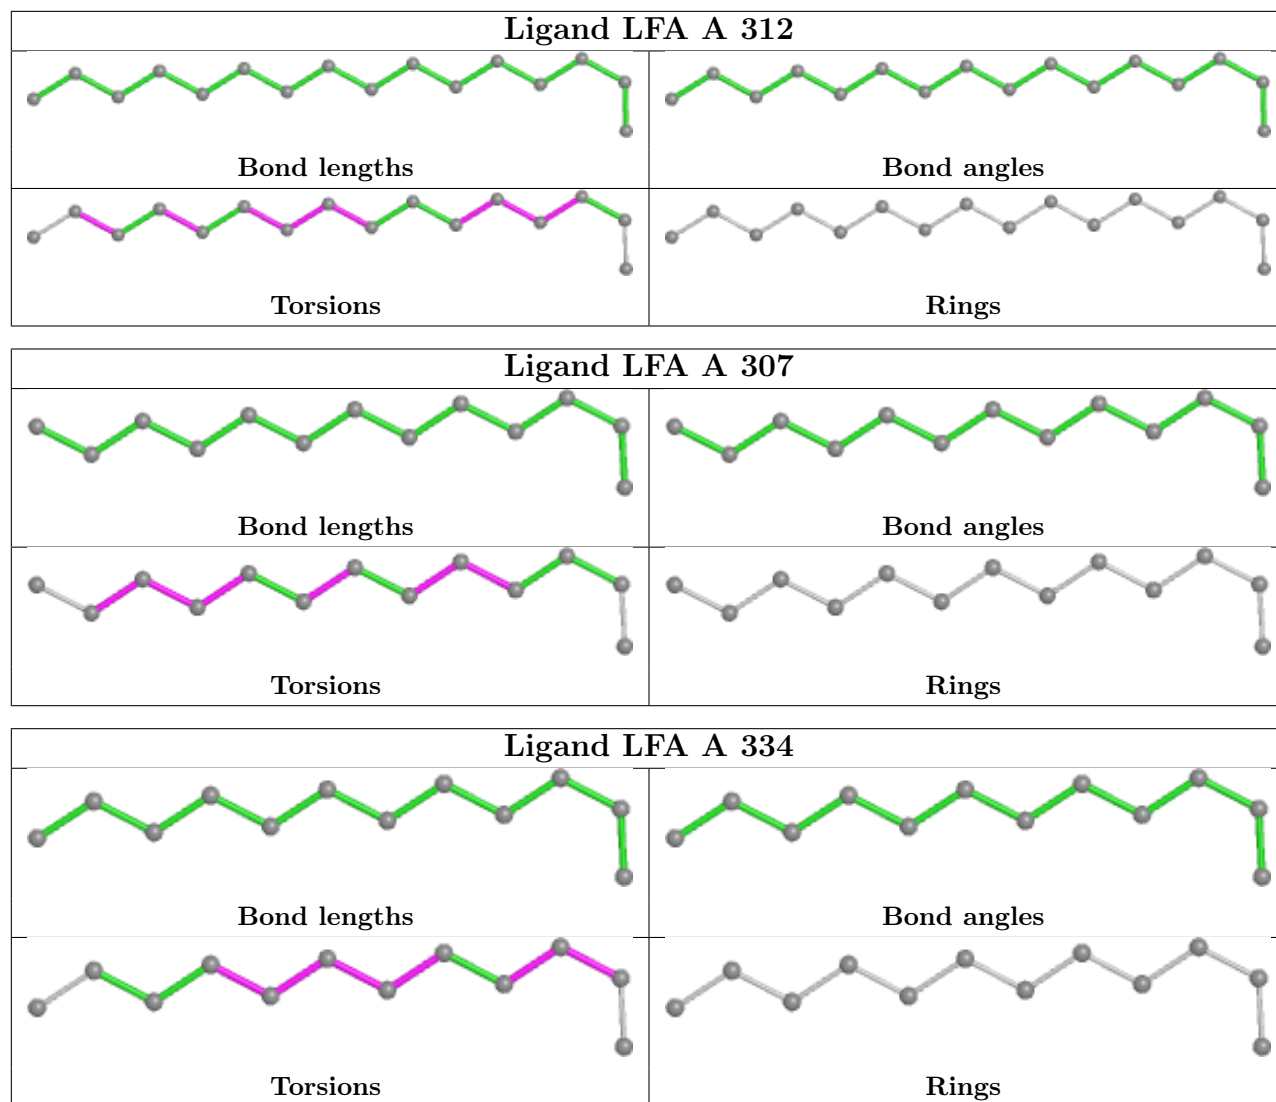 Ligand LFA A 312
Bond lengths
Bond angles
Torsions
Rings
Ligand LFA A 307
Bond lengths
Bond angles
Torsions
Rings
Ligand LFA A 334
Bond lengths
Bond angles
Torsions
Rings